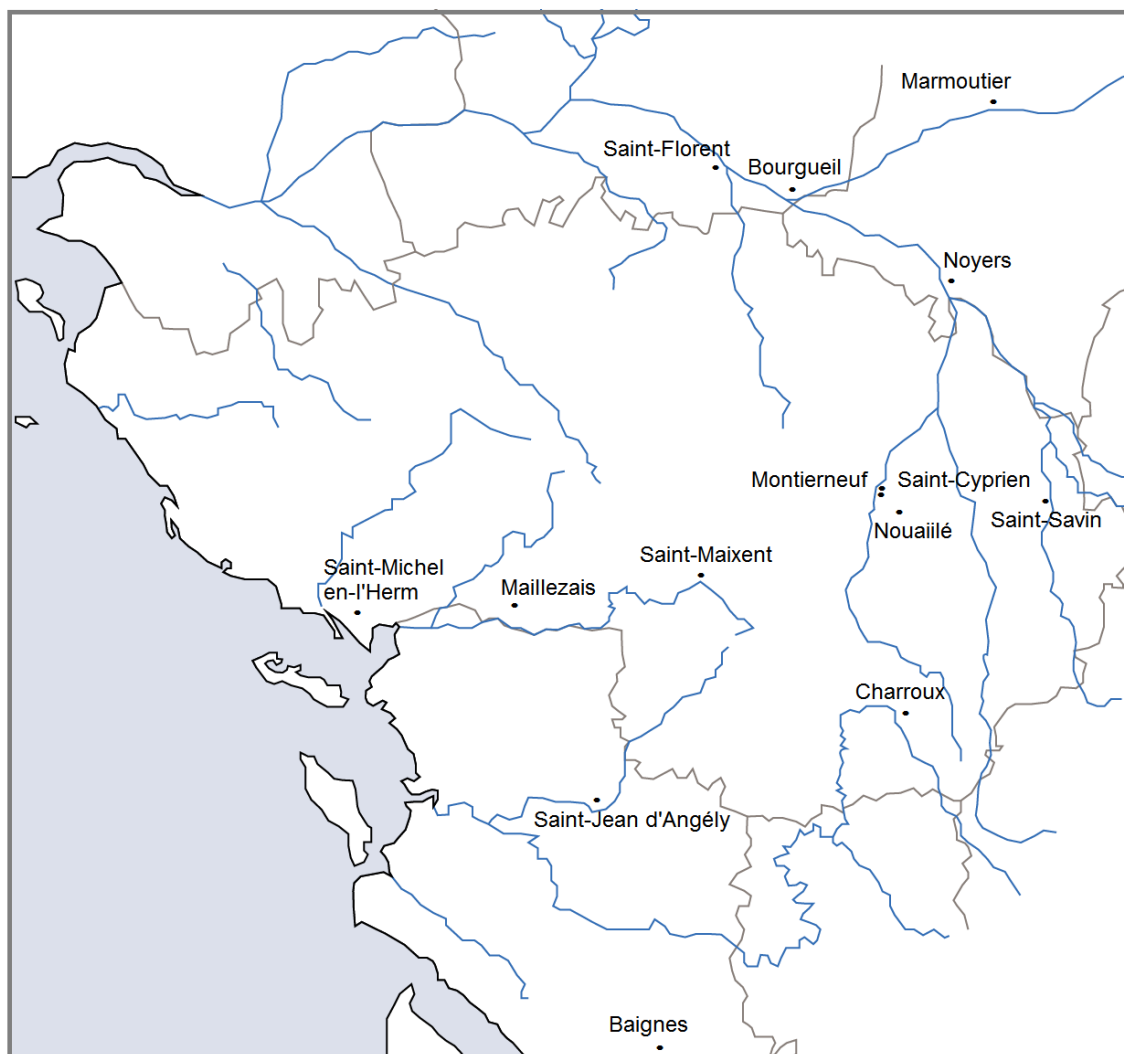 Marmoutier
Saint-Florent
Bourgueil
Noyers
Montierneuf
Saint-Cyprien
Saint-Savin
Nouaillé
Saint-Maixent
Saint-Michel
en-l'Herm
Maillezais
Charroux
Saint-Jean d'Angély
Baignes